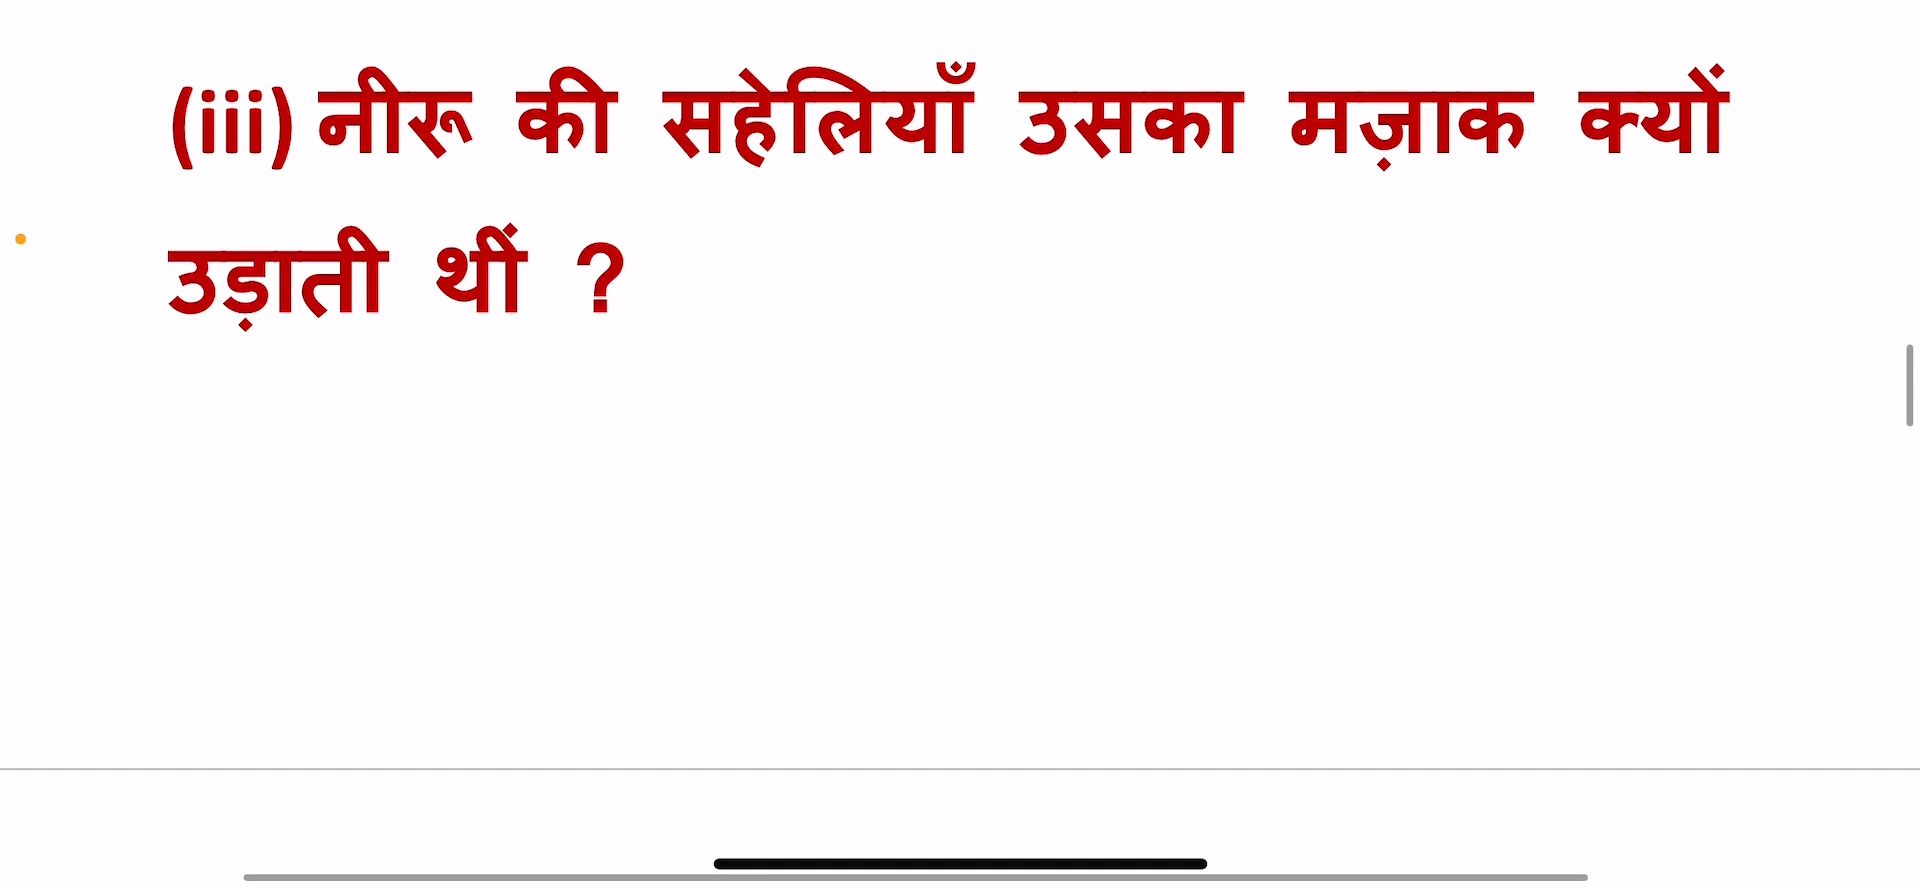 (iii) नीरू की सहेलियाँ उसका मज़ाक क्यों
उड़ाती थीं ?